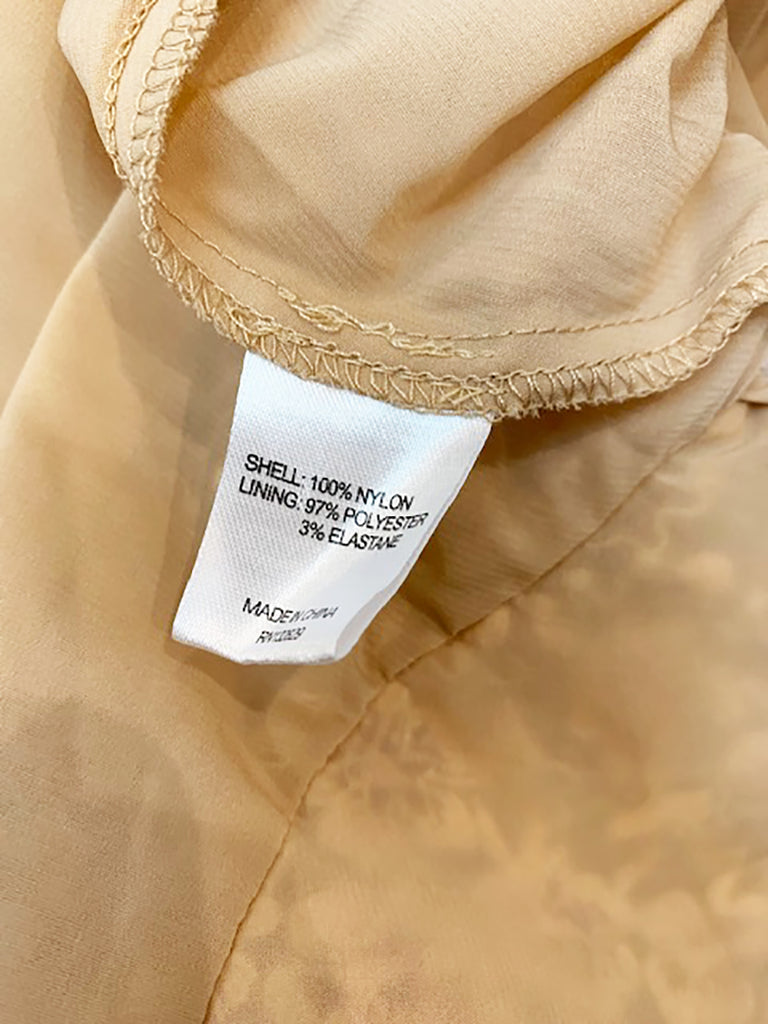 SHELL: 100% NYLON
LINING: 97% POLYESTER
3% ELASTANE
MADE IN CHINA